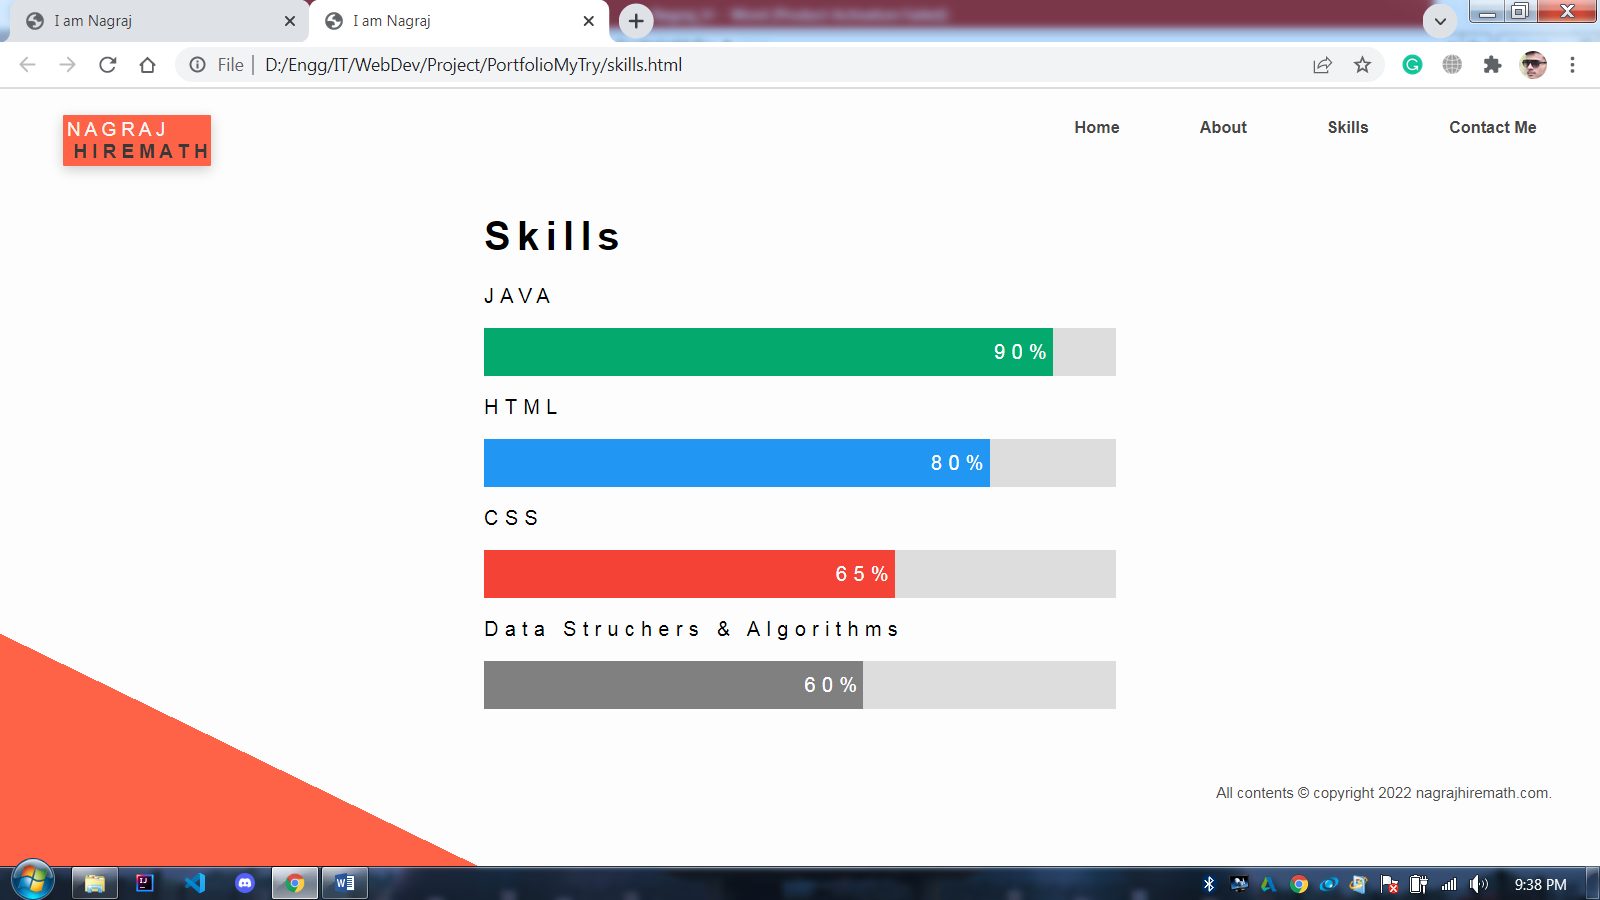 I am Nagraj
I am Nagraj
File | D:/Engg/IT/WebDev/Project/PortfolioMyTry/skills.html
NAGRAJ
HIREMATH
Home About Skills Contact Me
Skills
JAVA
90%
HTML
80%
CSS
65%
Data Struchers & Algorithms
60%
All contents © copyright 2022 nagrajhiremath.com.
9:38 PM